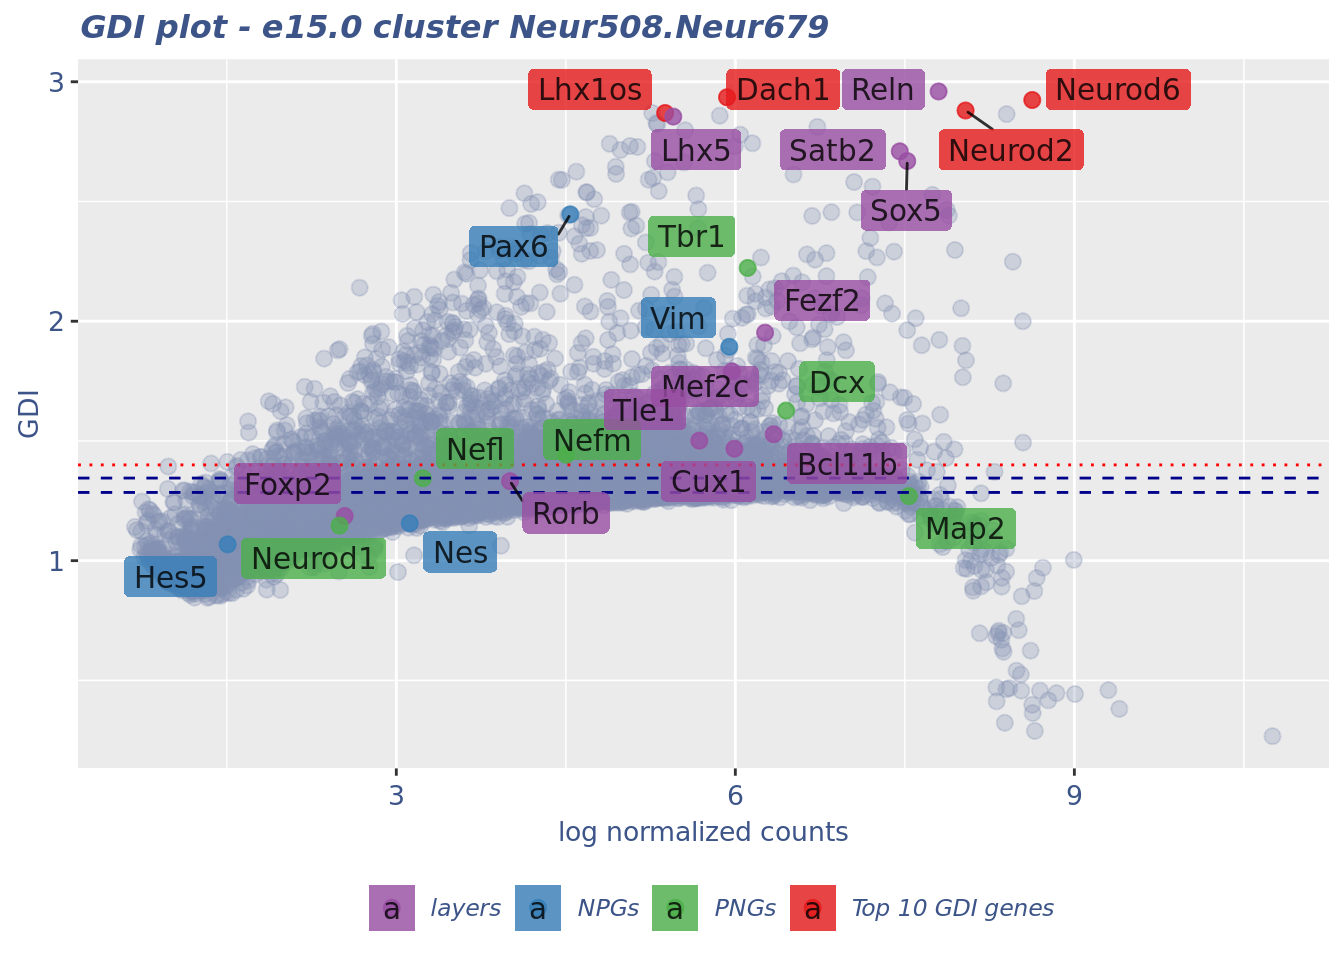 GDI plot - e15.0 cluster Neur508.Neur679
3
Lhx1os
Dach1
Reln
Neurod6
Lhx5
Satb2
Neurod2
Sox5
Pax6
Tbr1
Fezf2
2
Vim
Mef2c
Dcx
Tle1
GDI
Nefl
Nefm
Bcl11b
Foxp2
Cux1
Rorb
Map2
1
Neurod1
Nes
Hes5
3
6
9
log normalized counts
a layers a NPGs a PNGs a Top 10 GDI genes